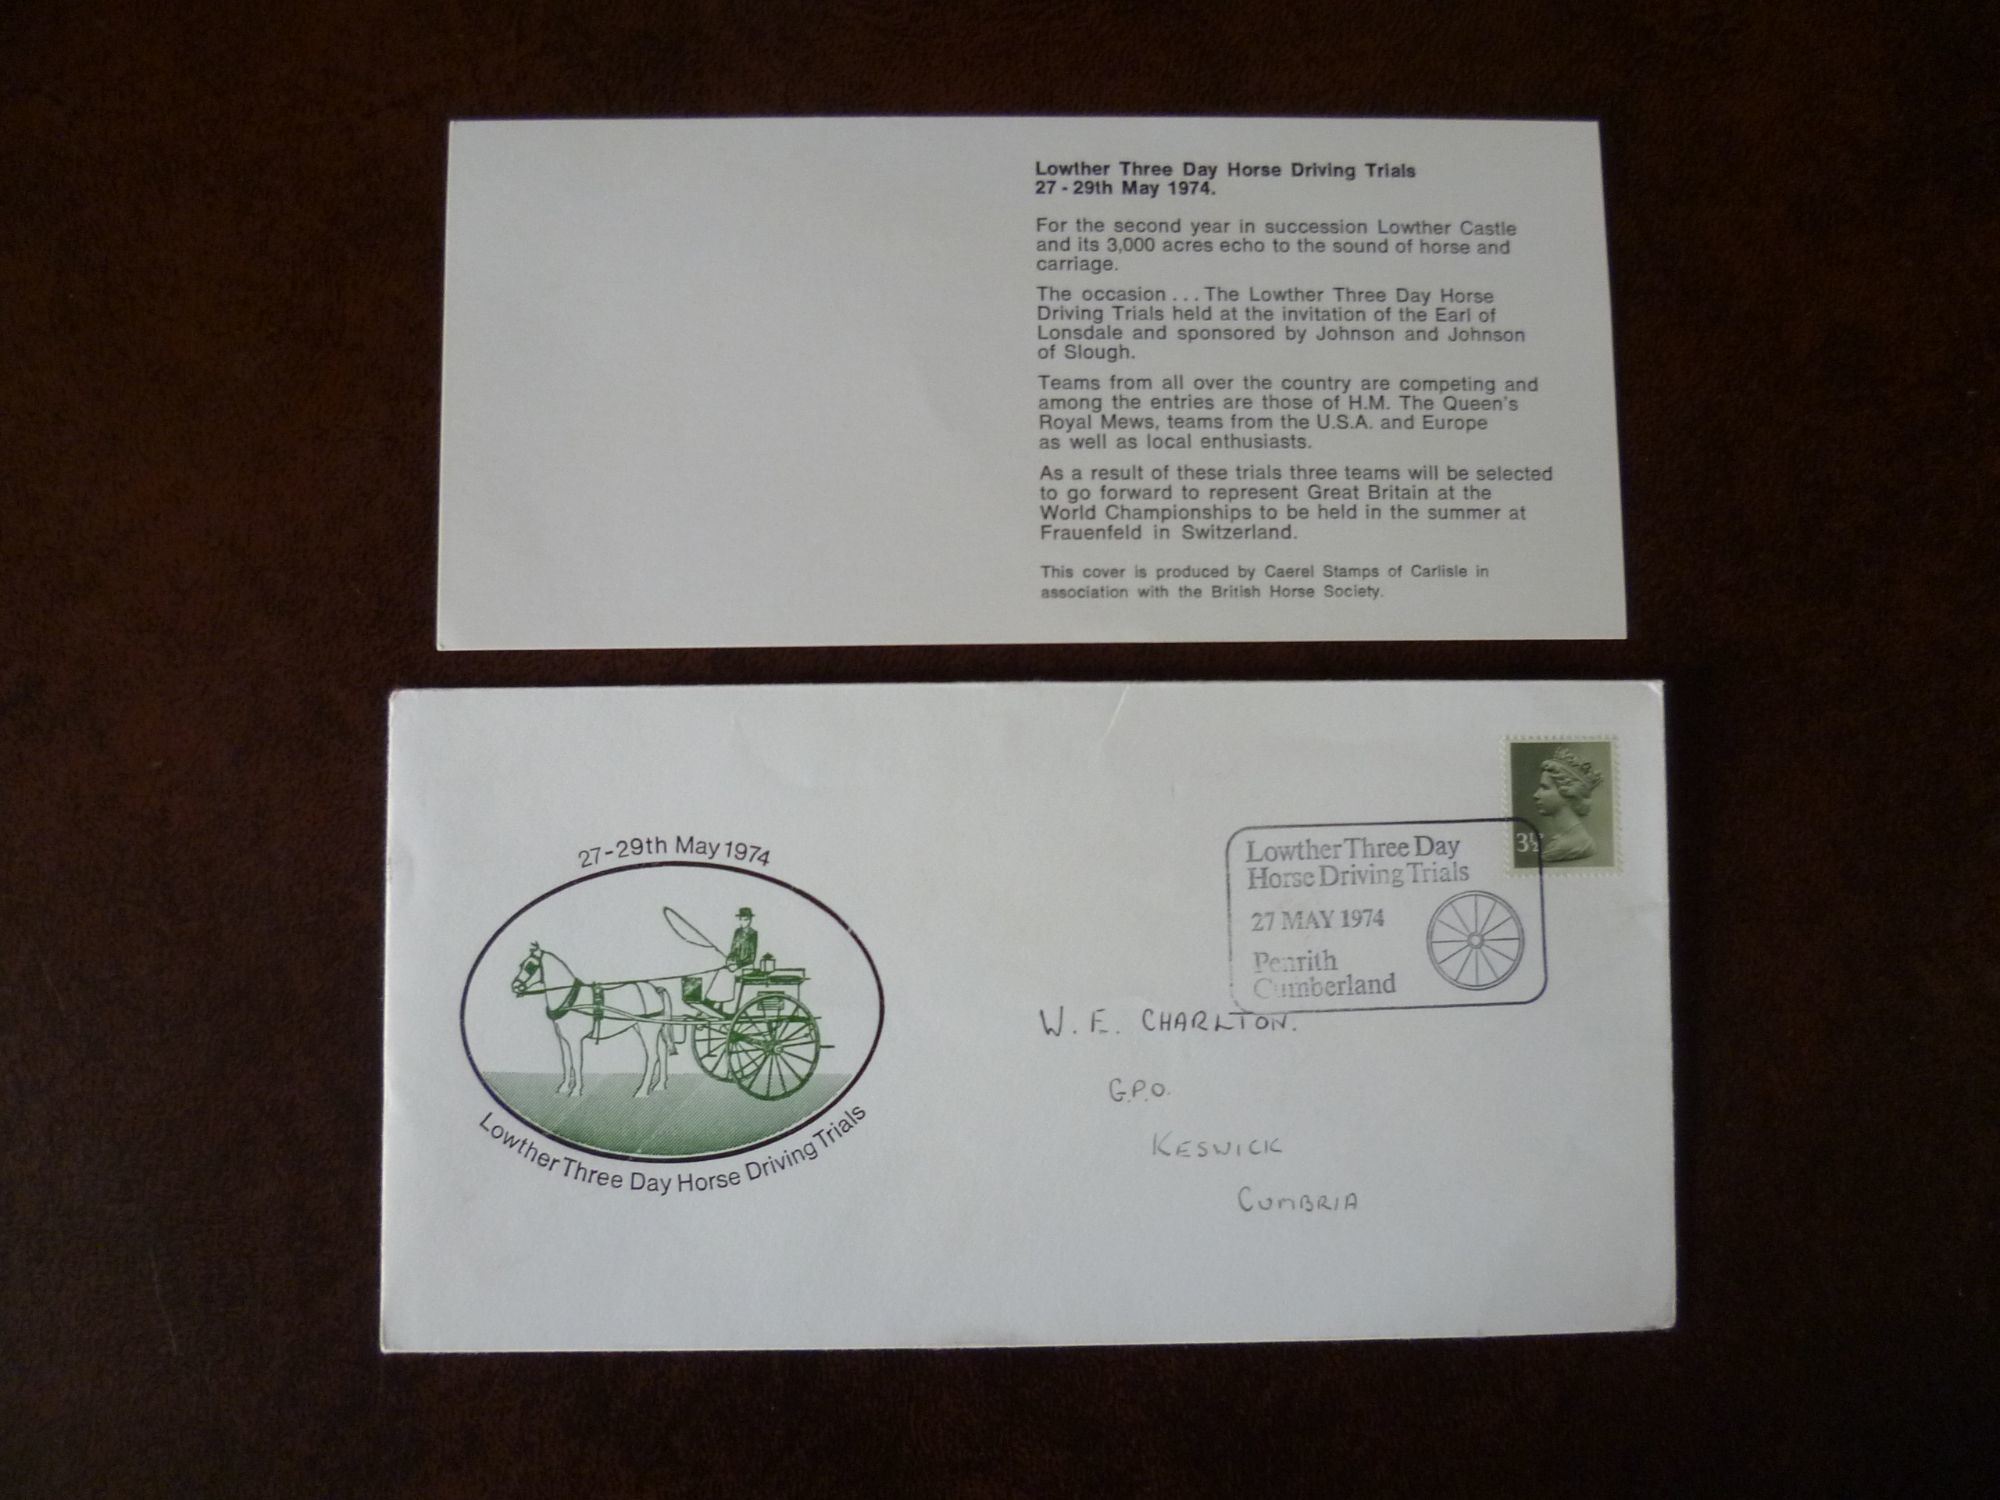 Lowther Three Day Horse Driving Trials
27 - 29th May 1974.
For the second year in succession Lowther Castle
and its 3,000 acres echo to the sound of horse and
carriage.
The occasion . . . The Lowther Three Day Horse
Driving Trials held at the invitation of the Earl of
Lonsdale and sponsored by Johnson and Johnson
of Slough.
Teams from all over the country are competing and
among the entries are those of H.M. The Queen's
Royal Mews, teams from the U.S.A. and Europe
as well as local enthusiasts.
As a result of these trials three teams will be selected
to go forward to represent Great Britain at the
World Championships to be held in the summer at
Frauenfeld in Switzerland.
This cover is produced by Caerel Stamps of Carlisle in
association with the British Horse Society.
27-29th May 1974
Lowther Three Day Horse Driving Trials
3½
Lowther Three Day
Horse Driving Trials
27 MAY 1974
Penrith
Cumberland
W. E. CHARLTON.
G.P.O.
KESWICK
CUMBRIA